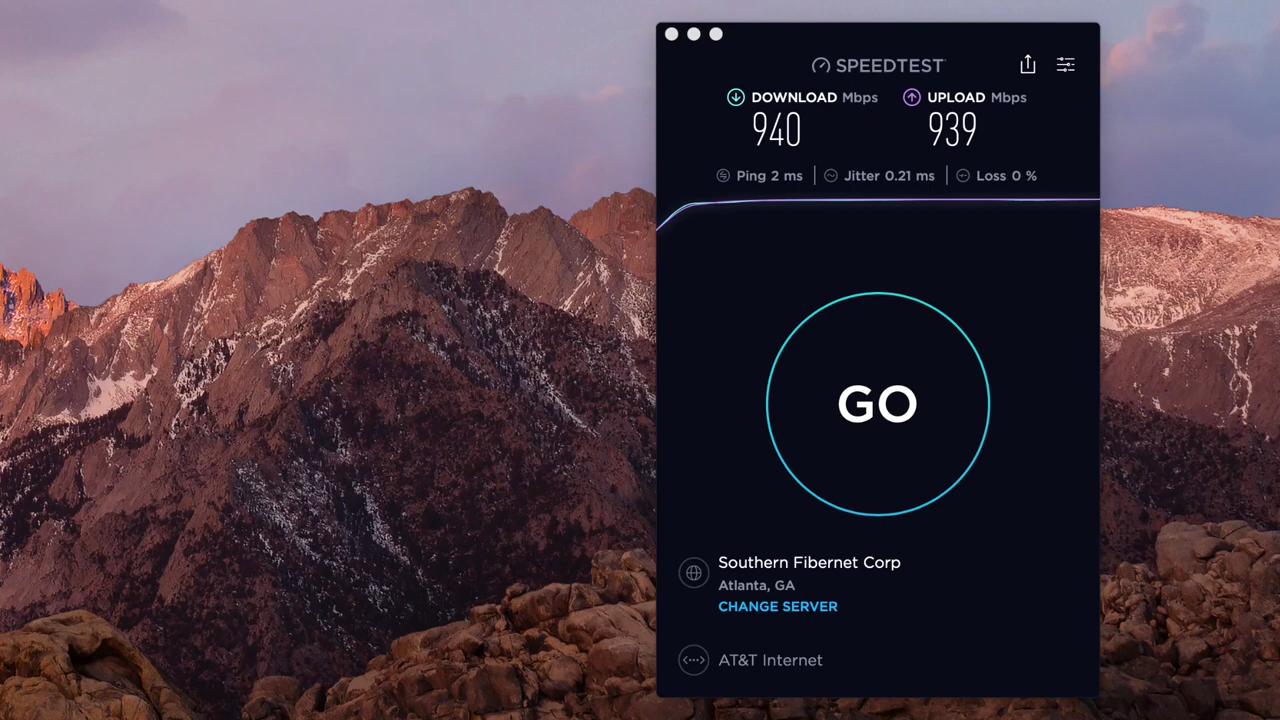 SPEEDTEST
DOWNLOAD Mbps UPLOAD Mbps
940 939
Ping 2 ms Jitter 0.21 ms Loss 0 %
GO
Southern Fibernet Corp
Atlanta, GA
CHANGE SERVER
AT&T Internet